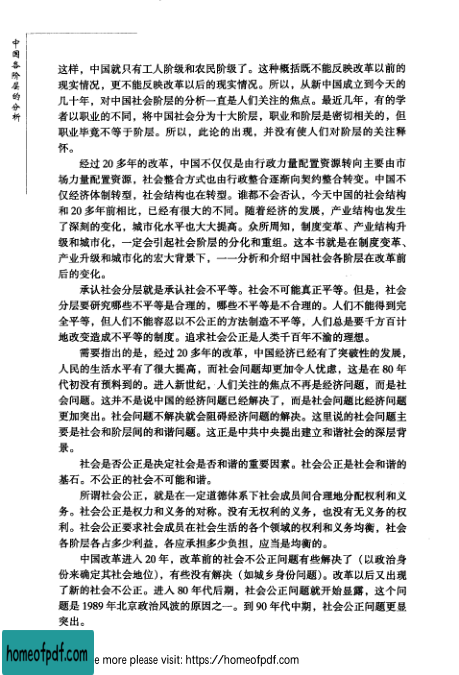 中国各阶层的分析
这样，中国就只有工人阶级和农民阶级了。这种概括既不能反映改革以前的
现实情况，更不能反映改革以后的现实情况。所以，从新中国成立到今天的
几十年，对中国社会阶层的分析一直是人们关注的焦点。最近几年，有的学
者以职业的不同，将中国社会分为十大阶层，职业和阶层是密切相关的，但
职业毕竟不等于阶层。所以，此论的出现，并没有使人们对阶层的关注释
怀。
经过 20 多年的改革，中国不仅仅是由行政力量配置资源转向主要由市
场力量配置资源，社会整合方式也由行政整合逐渐向契约整合转变。中国不
仅经济体制转型，社会结构也在转型。谁都不会否认，今天中国的社会结构
和 20 多年前相比，已经有很大的不同。随着经济的发展，产业结构也发生
了深刻的变化，城市化水平也大大提高。众所周知，制度变革、产业结构升
级和城市化，一定会引起社会阶层的分化和重组。这本书就是在制度变革、
产业升级和城市化的宏大背景下，一一分析和介绍中国社会各阶层在改革前
后的变化。
承认社会分层就是承认社会不平等。社会不可能真正平等。但是，社会
分层要研究哪些不平等是合理的，哪些不平等是不合理的。人们不能得到完
全平等，但人们不能容忍以不公正的方法制造不平等，人们总是要千方百计
地改变造成不平等的制度。追求社会公正是人类千百年不渝的理想。
需要指出的是，经过 20 多年的改革，中国经济已经有了突破性的发展，
人民的生活水平有了很大提高，而社会问题却更加令人忧虑，这是在 80 年
代初没有预料到的。进入新世纪，人们关注的焦点不再是经济问题，而是社
会问题。这并不是说中国的经济问题已经解决了，而是社会问题比经济问题
更加突出。社会问题不解决就会阻碍经济问题的解决。这里说的社会问题主
要是社会和阶层间的和谐问题。这正是中共中央提出建立和谐社会的深层背
景。
社会是否公正是决定社会是否和谐的重要因素。社会公正是社会和谐的
基石。不公正的社会不可能和谐。
所谓社会公正，就是在一定道德体系下社会成员间合理地分配权利和义
务。社会公正是权力和义务的对称。没有无权利的义务，也没有无义务的权
利。社会公正要求社会成员在社会生活的各个领域的权利和义务均衡，社会
各阶层各占多少利益，各应承担多少负担，应当是均衡的。
中国改革进入 20 年，改革前的社会不公正问题有些解决了（以政治身
份来确定其社会地位），有些没有解决（如城乡身份问题）。改革以后又出现
了新的社会不公正。进入 80 年代后期，社会公正问题就开始显露，这个问
题是 1989 年北京政治风波的原因之一。到 90 年代中期，社会公正问题更显
突出。
homeofpdf.com
e more please visit: https://homeofpdf.com